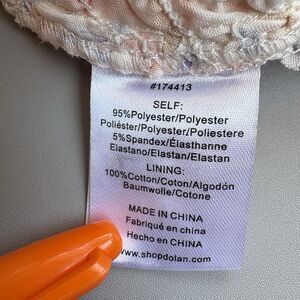 #174413
SELF:
95%Polyester/Polyester
Poliéster/Polyester/Poliestere
5%Spandex/Élasthanne
Elastano/Elastan/Elastan
LINING:
100%Cotton/Coton/Algodón
Baumwolle/Cotone
MADE IN CHINA
Fabriqué en china
Hecho en CHINA
www.shopdolan.com